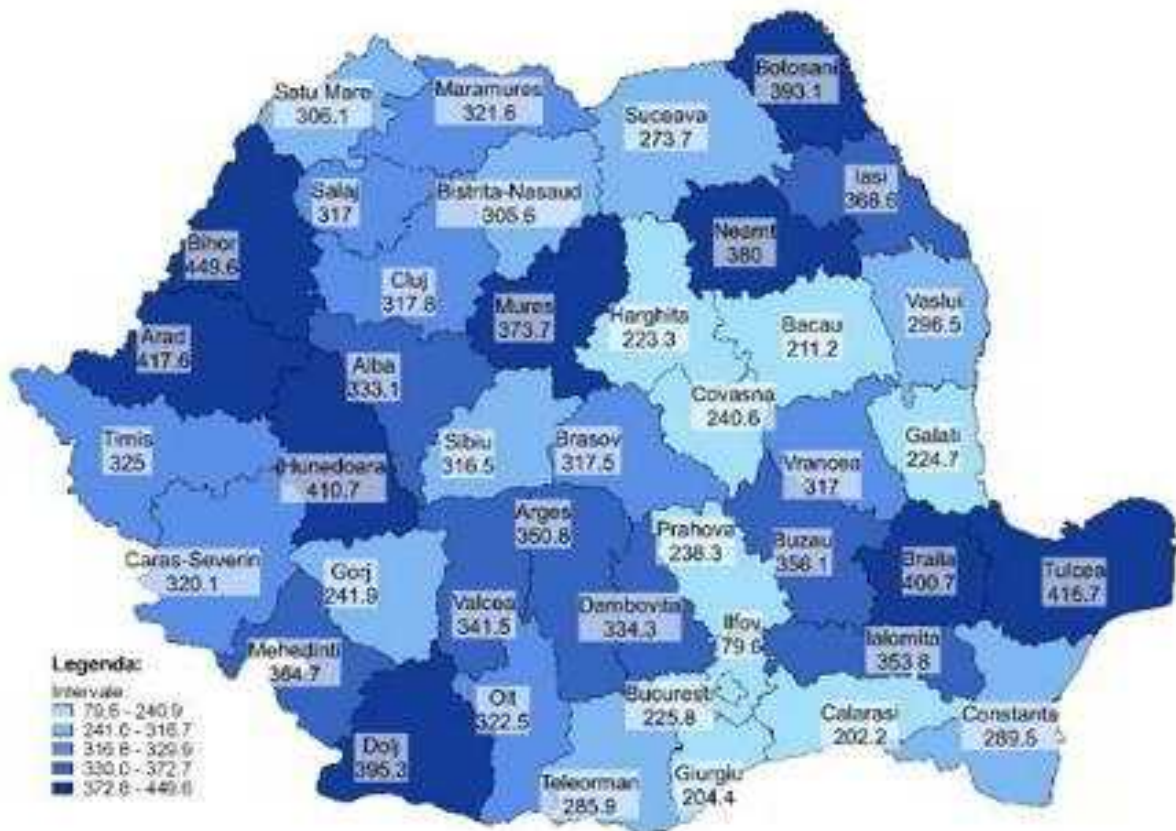 Botosani
393.1
Satu Mare
306.1
Maramures
321.6
Suceava
273.7
Iasi
368.6
Salaj
317
Bistrita-Nasaud
305.6
Neamt
380
Bihor
449.6
Cluj
317.8
Mures
373.7
Harghita
223.3
Bacau
211.2
Vaslui
296.5
Arad
417.6
Alba
333.1
Covasna
240.6
Timis
325
Sibiu
316.5
Brasov
317.5
Vrancea
317
Galati
224.7
Hunedoara
410.7
Arges
350.8
Prahova
238.3
Buzau
356.1
Braila
400.7
Tulcea
415.7
Caras-Severin
320.1
Gorj
241.9
Valcea
341.5
Dambovita
334.3
Ilfov
79.6
Ialomita
353.8
Mehedinti
364.7
Olt
322.5
Bucuresti
225.8
Calarasi
202.2
Constanta
289.5
Dolj
395.3
Teleorman
285.9
Giurgiu
204.4
Legenda:
Intervale
79.6 - 240.9
241.0 - 316.7
316.8 - 329.9
330.0 - 372.7
372.8 - 449.6